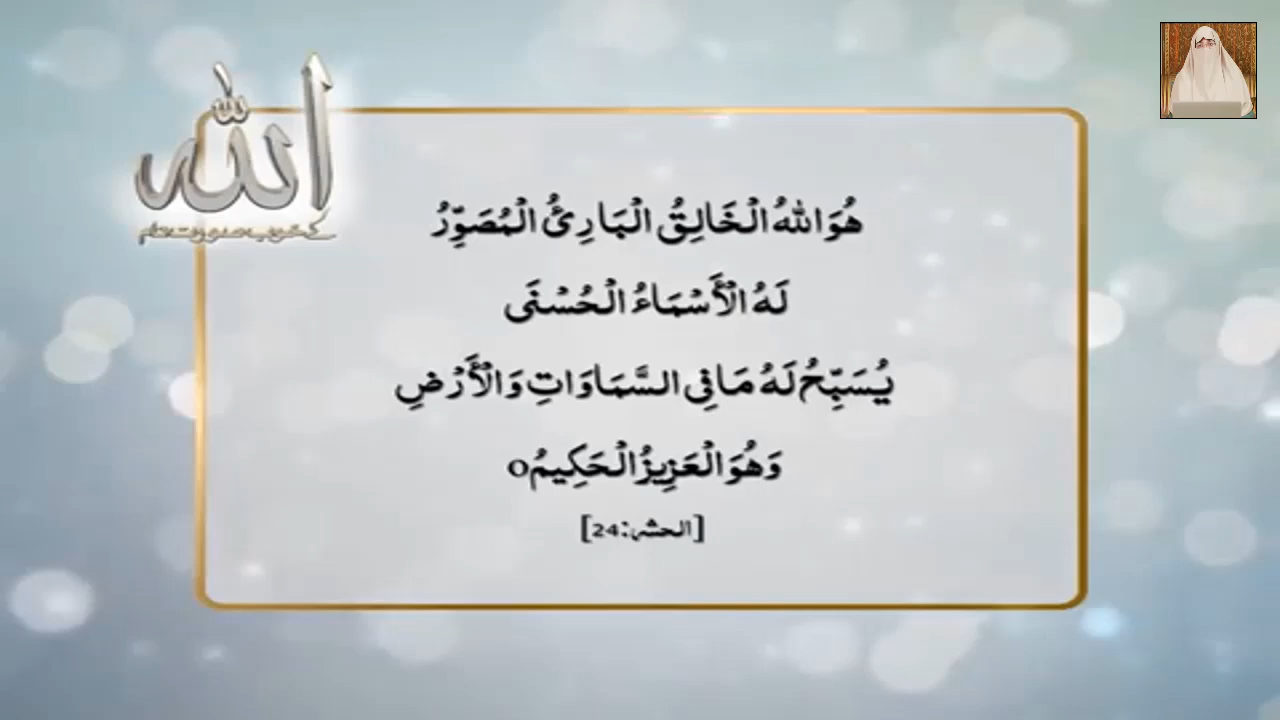 الله
هُوَ اللهُ الْخَالِقُ الْبَارِئُ الْمُصَوِّرُ
لَهُ الْأَسْمَاءُ الْحُسْنَى
يُسَبِّحُ لَهُ مَا فِي السَّمَاوَاتِ وَالْأَرْضِ
وَهُوَ الْعَزِيزُ الْحَكِيمُ o
[الحشر:24]